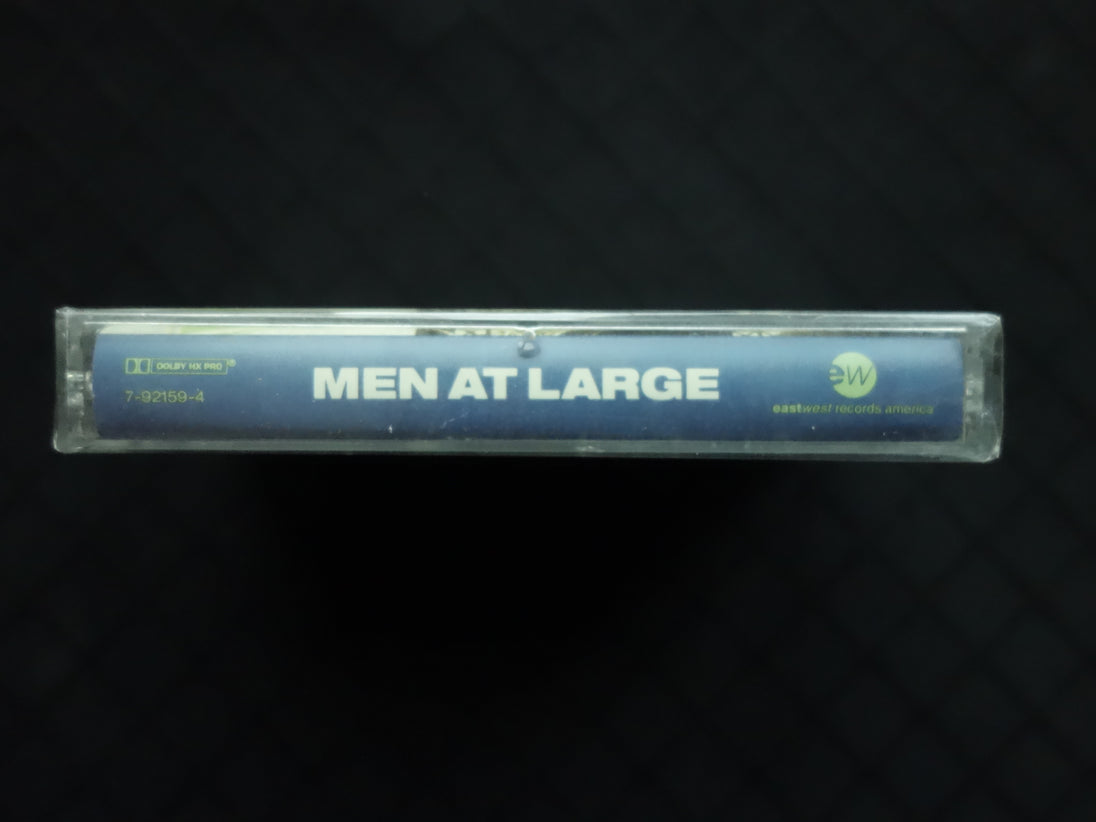 DOLBY HX PRO®
7-92159-4
MEN AT LARGE
eW
eastwest records america